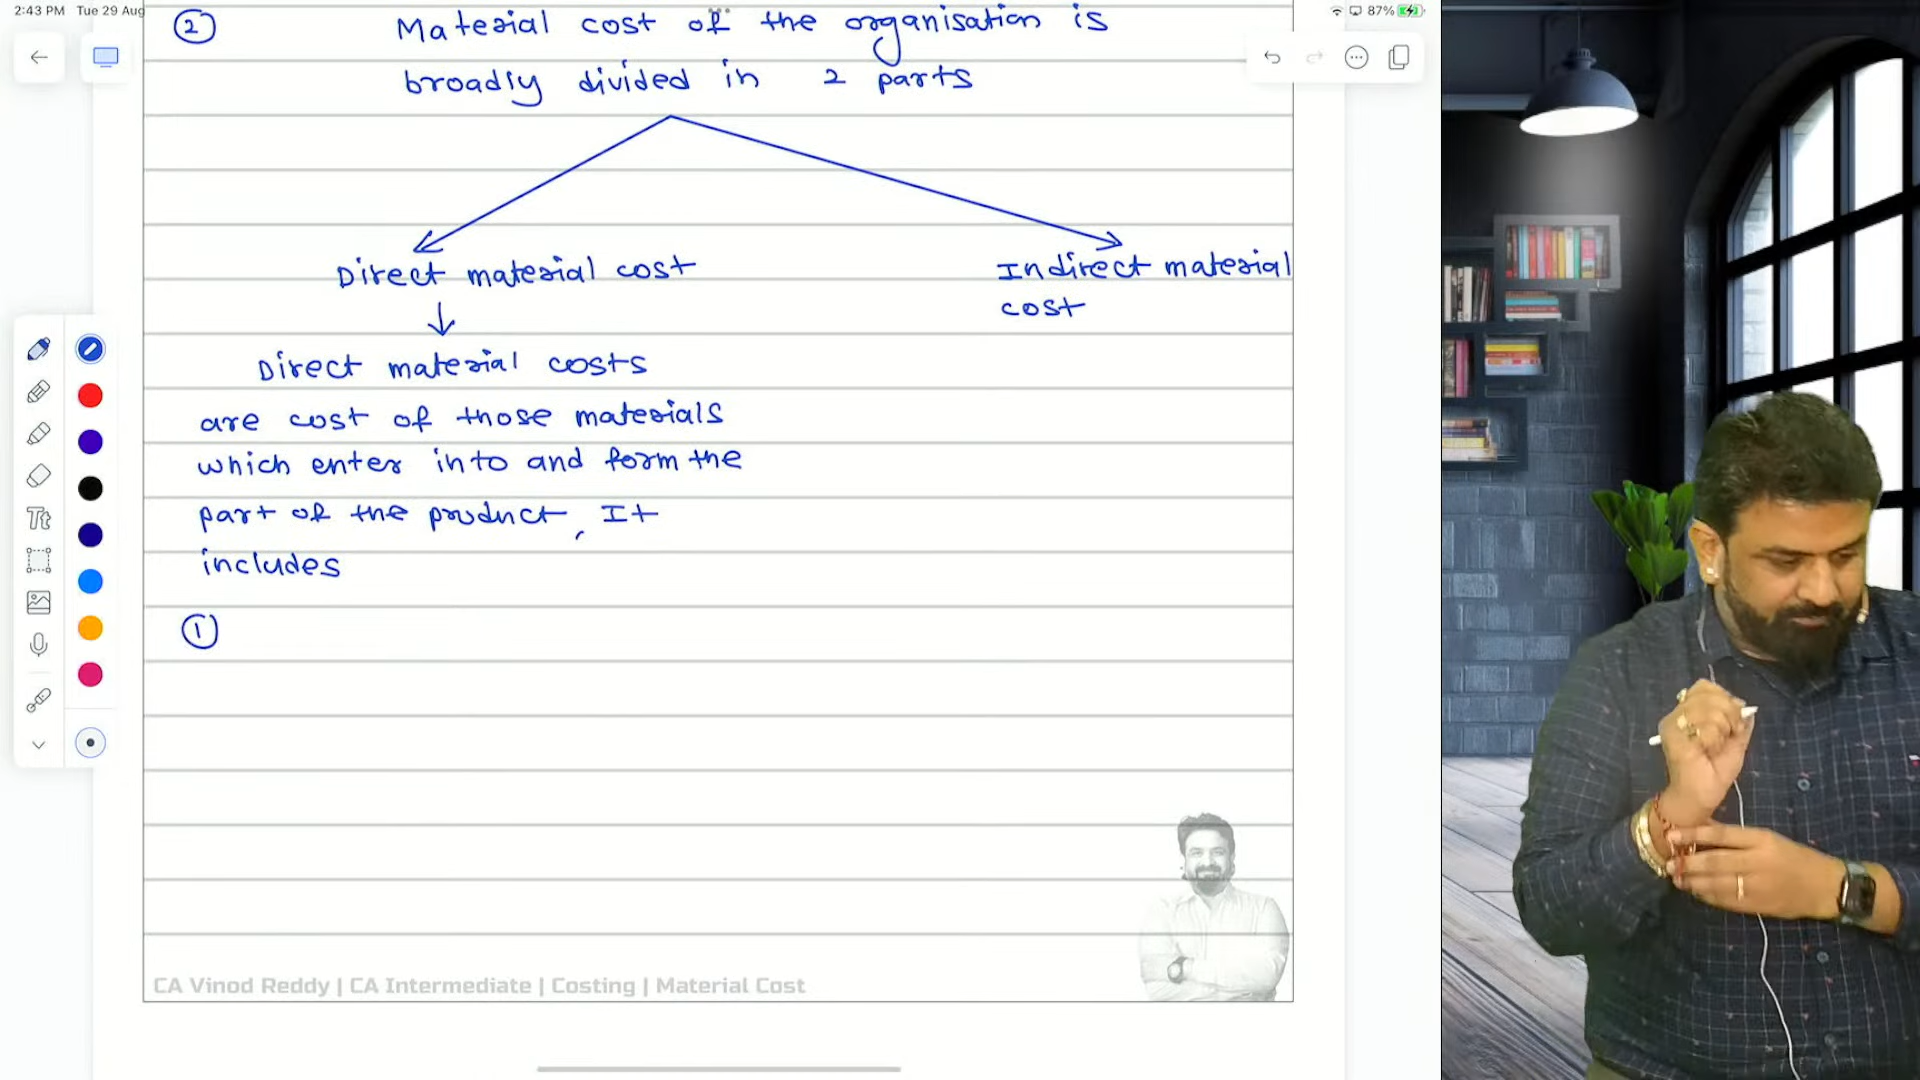 2:43 PM Tue 29 Aug
87%
2 Material cost of the organisation is
broadly divided in 2 parts
Direct material cost
Indirect material
cost
Direct material costs
are cost of those materials
which enter into and form the
part of the product, It
includes
1
Tt
CA Vinod Reddy | CA Intermediate | Costing | Material Cost